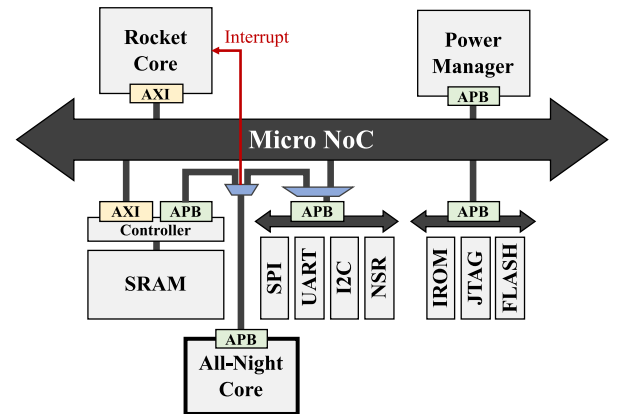 Rocket
Core
Interrupt
Power
Manager
AXI
APB
Micro NoC
AXI
APB
APB
APB
Controller
SRAM
SPI
UART
I2C
NSR
IROM
JTAG
FLASH
APB
All-Night
Core